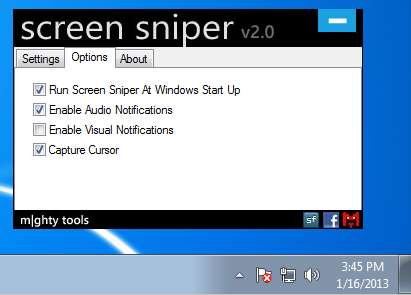 screen sniper v2.0
Settings Options About
Run Screen Sniper At Windows Start Up
Enable Audio Notifications
Enable Visual Notifications
Capture Cursor
m|ghty tools sf f
3:45 PM
1/16/2013